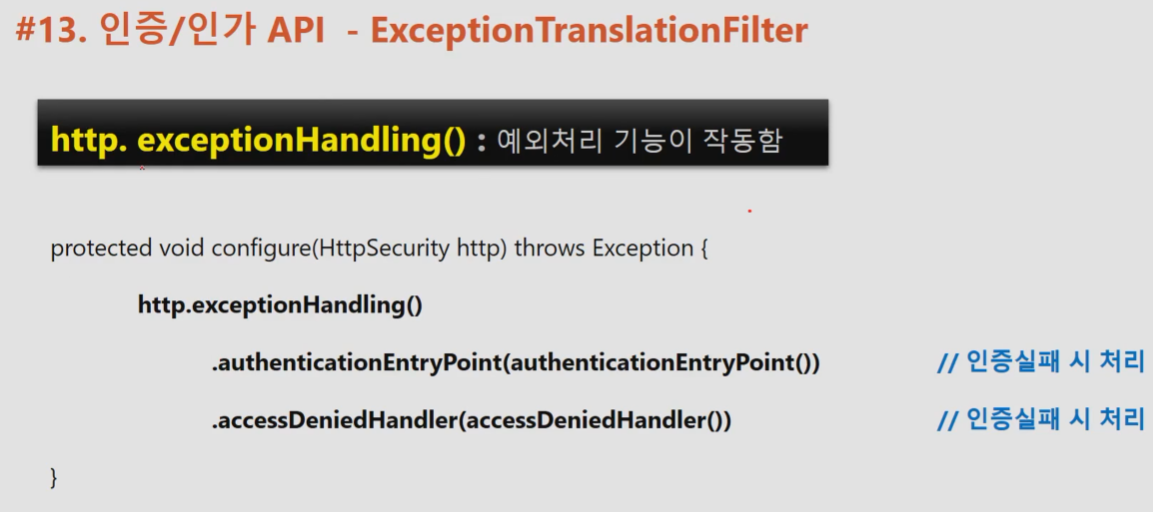 #13. 인증/인가 API - ExceptionTranslationFilter
http. exceptionHandling() : 예외처리 기능이 작동함
protected void configure(HttpSecurity http) throws Exception {
http.exceptionHandling()
.authenticationEntryPoint(authenticationEntryPoint()) // 인증실패 시 처리
.accessDeniedHandler(accessDeniedHandler()) // 인증실패 시 처리
}